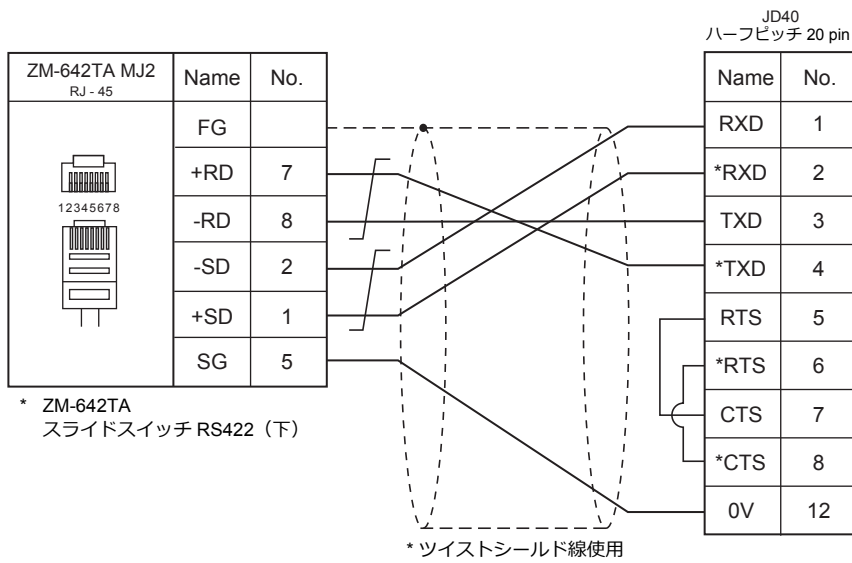 JD40
ハーフピッチ 20 pin
ZM-642TA MJ2
RJ - 45
Name No.
FG
+RD 7
-RD 8
-SD 2
+SD 1
SG 5
12345678
Name No.
RXD 1
*RXD 2
TXD 3
*TXD 4
RTS 5
*RTS 6
CTS 7
*CTS 8
0V 12
* ZM-642TA
スライドスイッチ RS422（下）
* ツイストシールド線使用